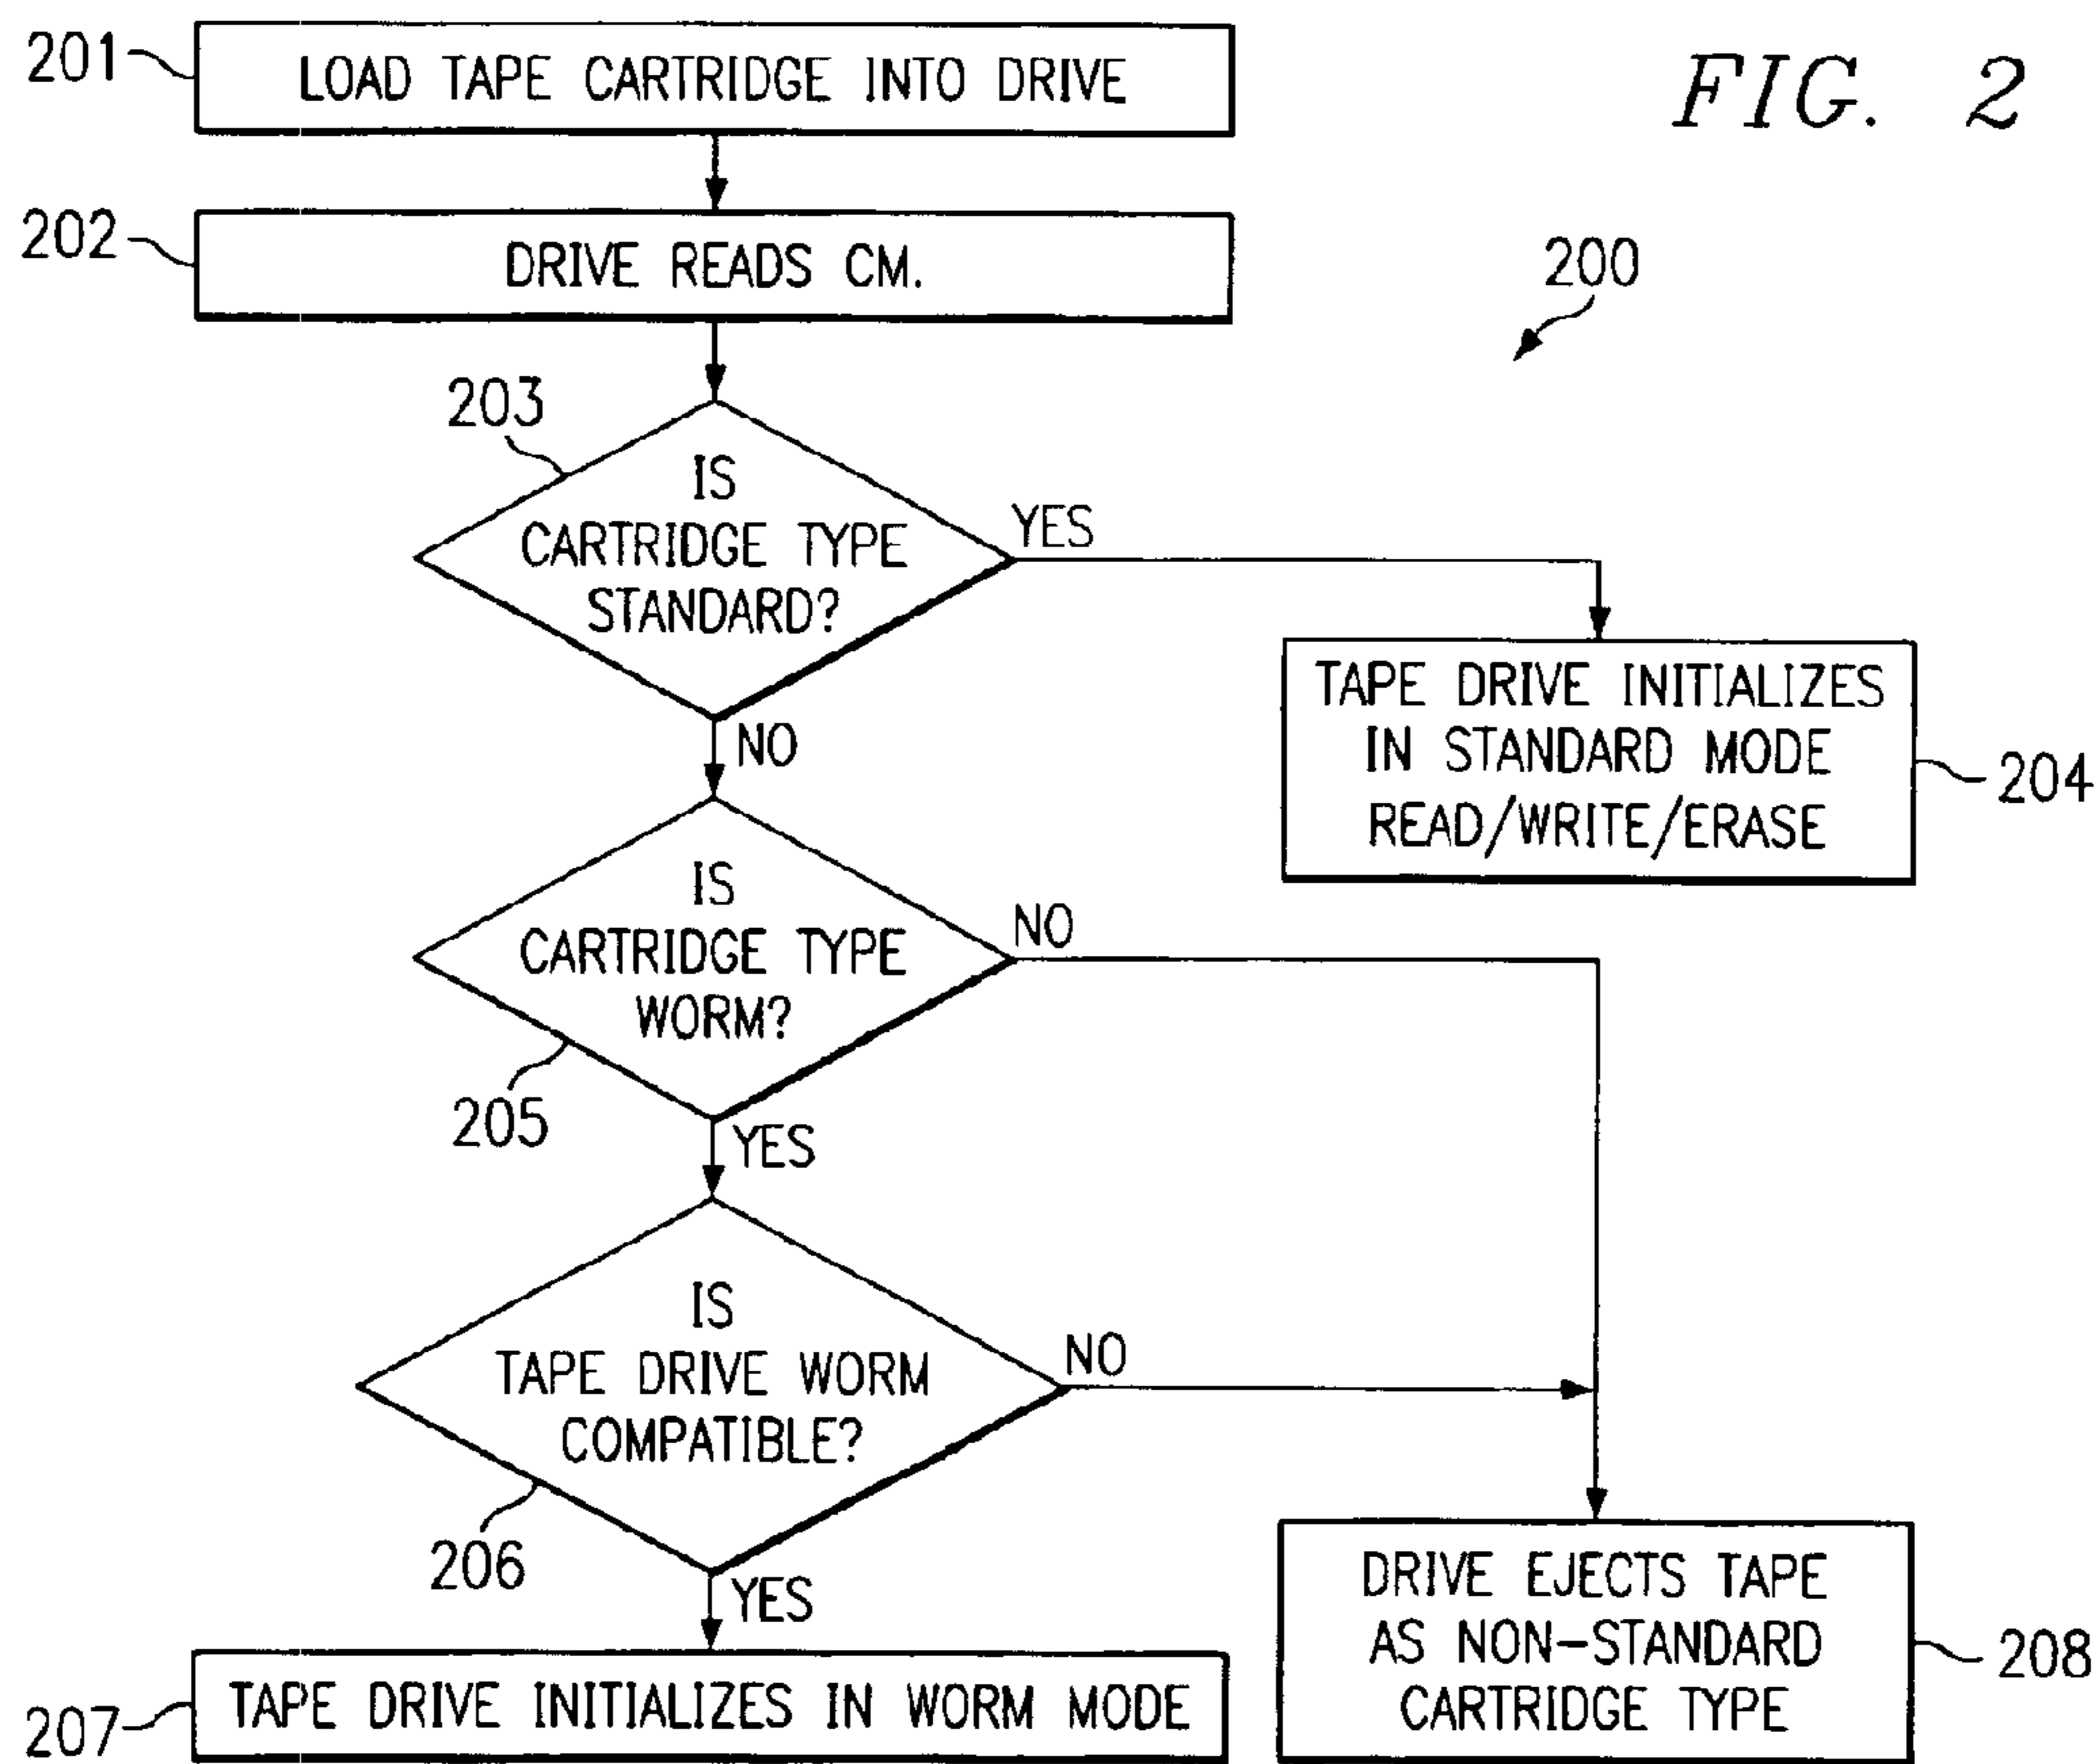 FIG. 2
200
201
LOAD TAPE CARTRIDGE INTO DRIVE
202
DRIVE READS CM.
203
IS
CARTRIDGE TYPE
STANDARD?
YES
NO
TAPE DRIVE INITIALIZES
IN STANDARD MODE
READ/WRITE/ERASE
204
IS
CARTRIDGE TYPE
WORM?
NO
205
YES
IS
TAPE DRIVE WORM
COMPATIBLE?
NO
206
YES
207
TAPE DRIVE INITIALIZES IN WORM MODE
DRIVE EJECTS TAPE
AS NON-STANDARD
CARTRIDGE TYPE
208